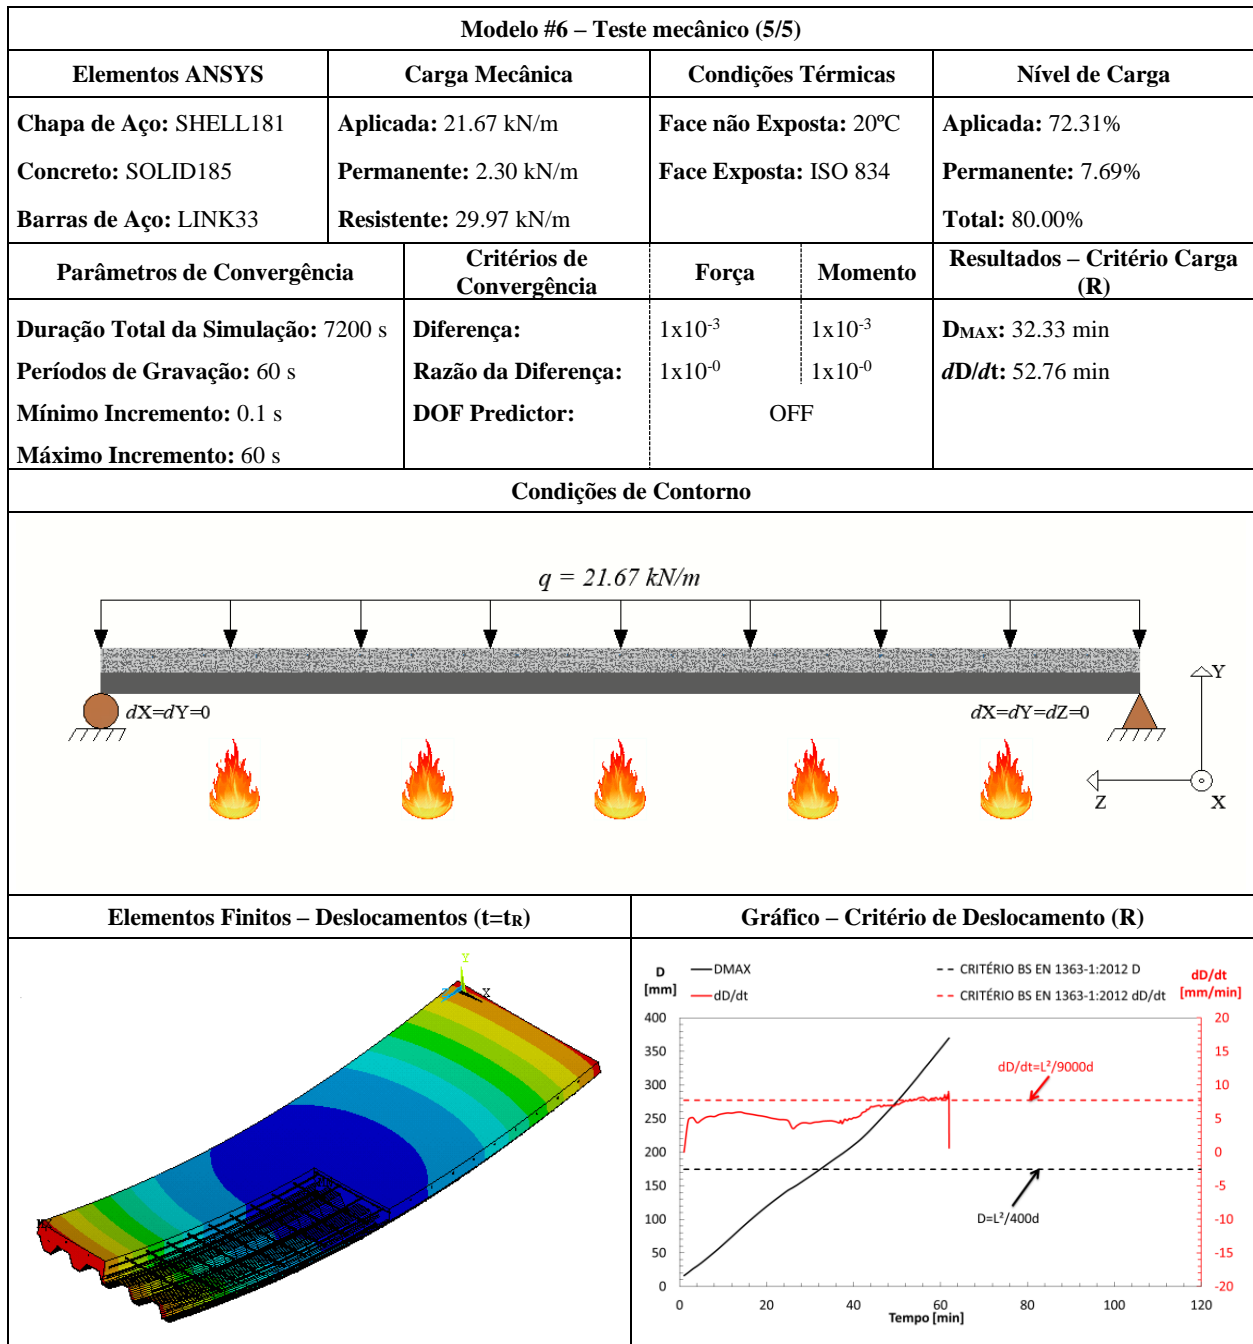 Modelo #6 – Teste mecânico (5/5)
Elementos ANSYS Carga Mecânica Condições Térmicas Nível de Carga
Chapa de Aço: SHELL181 Aplicada: 21.67 kN/m Face não Exposta: 20ºC Aplicada: 72.31%
Concreto: SOLID185 Permanente: 2.30 kN/m Face Exposta: ISO 834 Permanente: 7.69%
Barras de Aço: LINK33 Resistente: 29.97 kN/m Total: 80.00%
Parâmetros de Convergência Critérios de Convergência Força Momento Resultados – Critério Carga (R)
Duração Total da Simulação: 7200 s Diferença: 1x10-3 1x10-3 DMAX: 32.33 min
Períodos de Gravação: 60 s Razão da Diferença: 1x10-0 1x10-0 dD/dt: 52.76 min
Mínimo Incremento: 0.1 s DOF Predictor: OFF
Máximo Incremento: 60 s
Condições de Contorno
q = 21.67 kN/m
dX=dY=0 dX=dY=dZ=0
Y
Z X
Elementos Finitos – Deslocamentos (t=tR) Gráfico – Critério de Deslocamento (R)
Y
X
D [mm] DMAX CRITÉRIO BS EN 1363-1:2012 D dD/dt [mm/min]
dD/dt CRITÉRIO BS EN 1363-1:2012 dD/dt
400 20
350 15
300 10
250 5
200 0
150 -5
100 -10
50 -15
0 -20
dD/dt=L²/9000d
D=L²/400d
0 20 40 60 80 100 120
Tempo [min]